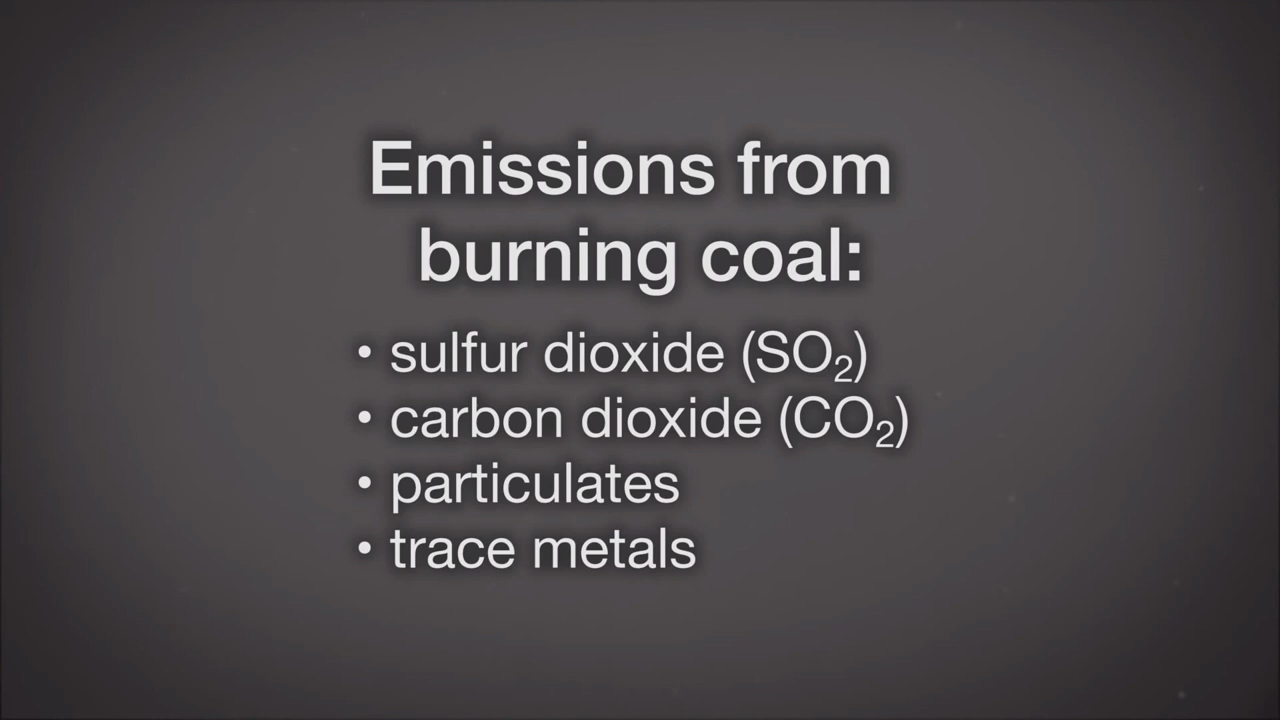 Emissions from
burning coal:
• sulfur dioxide (SO₂)
• carbon dioxide (CO₂)
• particulates
• trace metals